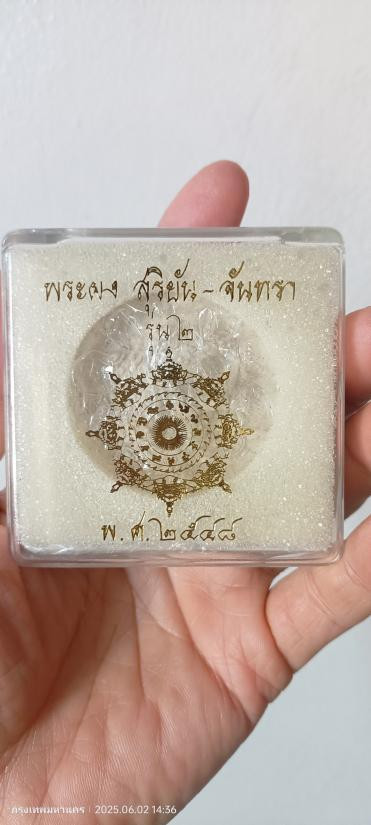 พระผง สุริยัน-จันทรา
รุ่น ๒
พ.ศ. ๒๕๔๘
กรุงเทพมหานคร | 2025.06.02 14:36